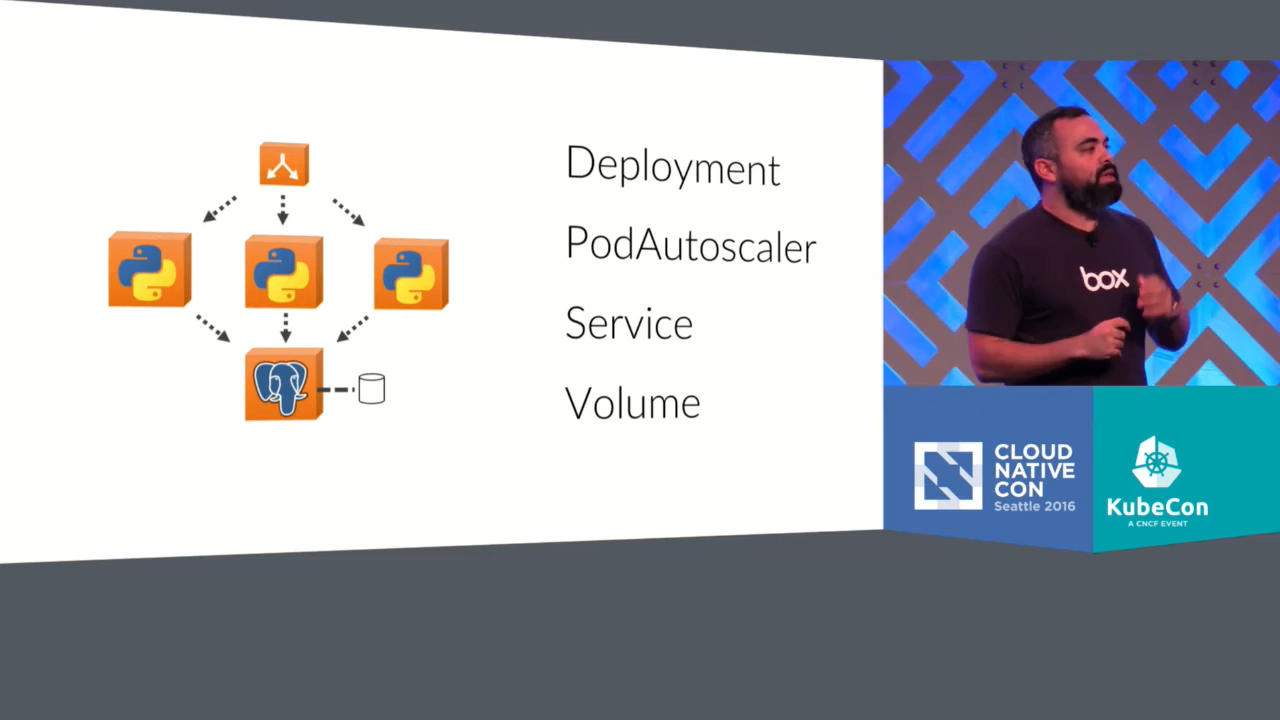 Deployment
PodAutoscaler
Service
Volume
box
CLOUD
NATIVE
CON
Seattle 2016
KubeCon
A CNCF EVENT